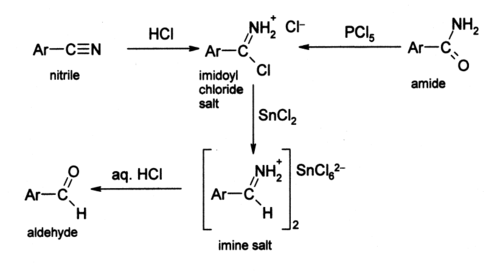 Ar—C≡N
nitrile
HCl
Ar—C
NH₂⁺
Cl⁻
Cl
imidoyl
chloride
salt
PCl₅
Ar—C
NH₂
O
amide
SnCl₂
Ar—C
O
H
aldehyde
aq. HCl
Ar—C
NH₂⁺
H
2
SnCl₆²⁻
imine salt